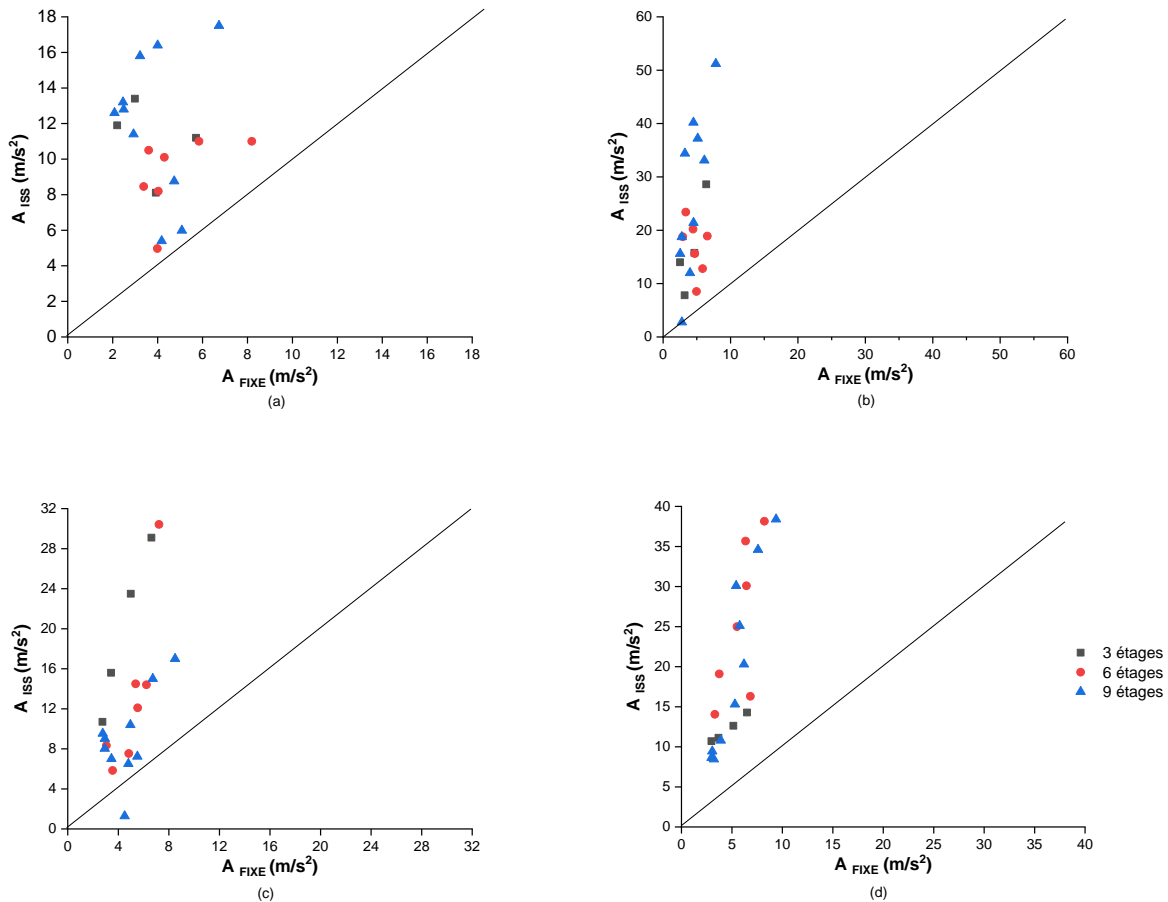 18
16
14
12
10
8
6
4
2
0
A ISS (m/s²)
0 2 4 6 8 10 12 14 16 18
A FIXE (m/s²)
(a)
60
50
40
30
20
10
0
A ISS (m/s²)
0 10 20 30 40 50 60
A FIXE (m/s²)
(b)
32
28
24
20
16
12
8
4
0
A ISS (m/s²)
0 4 8 12 16 20 24 28 32
A FIXE (m/s²)
(c)
40
35
30
25
20
15
10
5
0
A ISS (m/s²)
0 5 10 15 20 25 30 35 40
A FIXE (m/s²)
(d)
3 étages
6 étages
9 étages